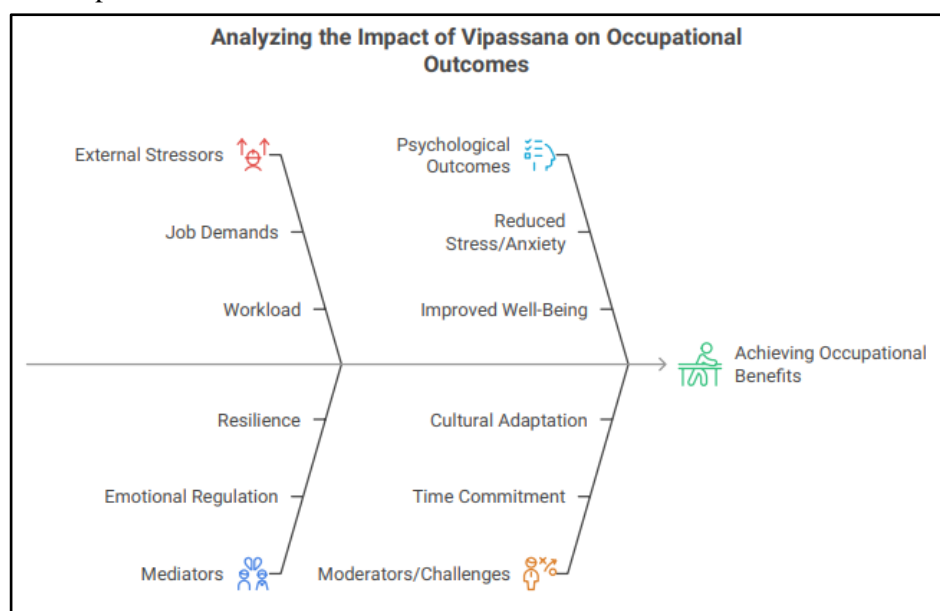 Analyzing the Impact of Vipassana on Occupational
Outcomes
External Stressors
Job Demands
Workload
Psychological
Outcomes
Reduced
Stress/Anxiety
Improved Well-Being
Achieving Occupational
Benefits
Resilience
Emotional Regulation
Mediators
Cultural Adaptation
Time Commitment
Moderators/Challenges